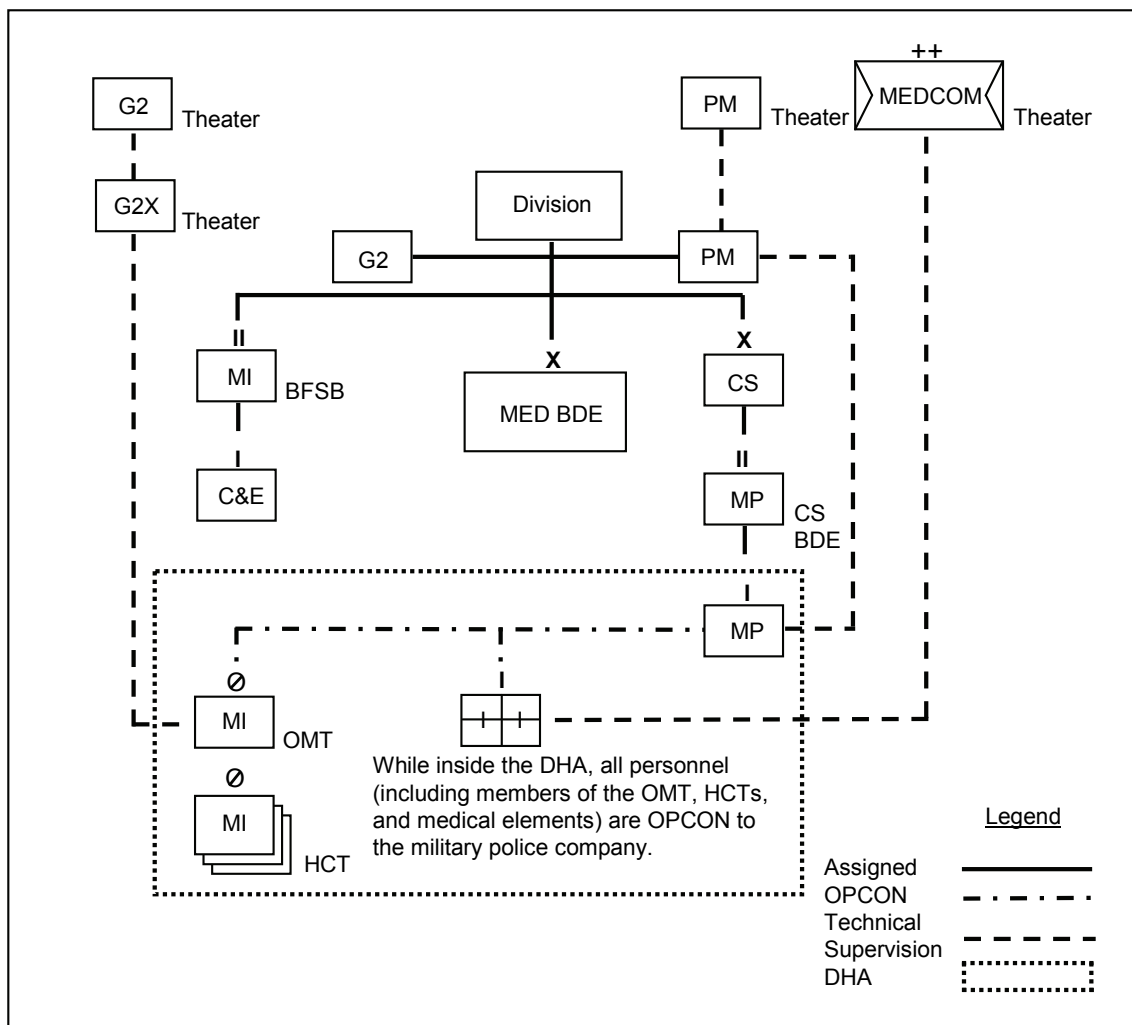 ++
G2
Theater
PM
Theater
MEDCOM
Theater
G2X
Theater
Division
G2
PM
II
MI
BFSB
X
MED BDE
X
CS
I
C&E
II
MP
CS
BDE
I
MP
Ø
MI
OMT
Ø
MI
HCT
While inside the DHA, all personnel
(including members of the OMT, HCTs,
and medical elements) are OPCON to
the military police company.
Legend
Assigned
OPCON
Technical
Supervision
DHA